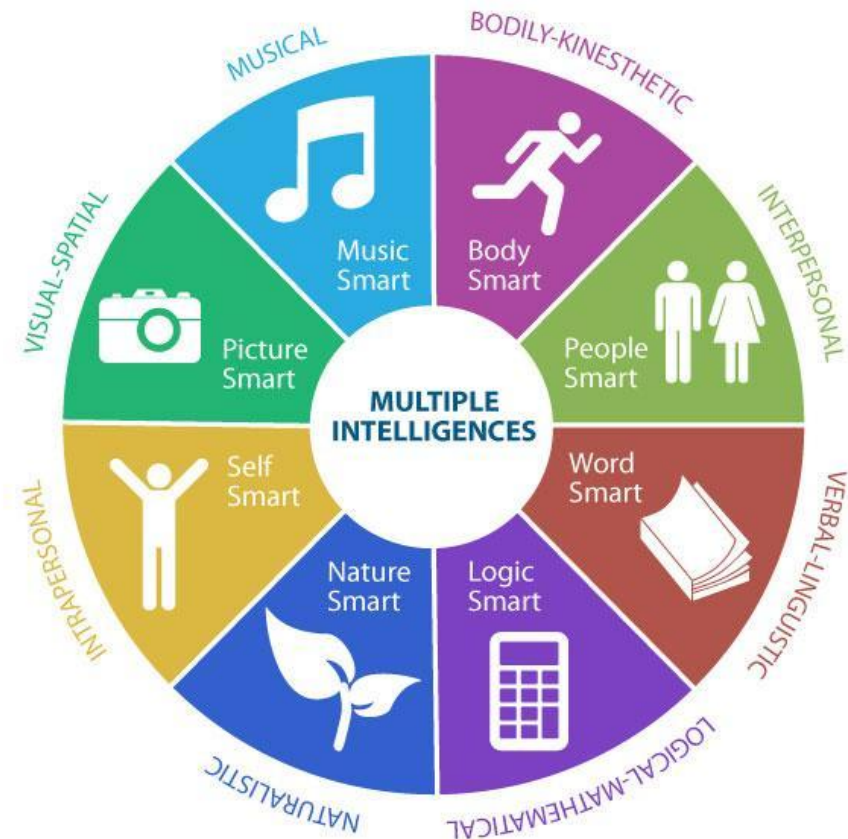 MUSICAL
BODILY-KINESTHETIC
INTERPERSONAL
VERBAL-LINGUISTIC
LOGICAL-MATHEMATICAL
NATURALISTIC
INTRAPERSONAL
VISUAL-SPATIAL
Music
Smart
Body
Smart
People
Smart
Word
Smart
Logic
Smart
Nature
Smart
Self
Smart
Picture
Smart
MULTIPLE
INTELLIGENCES